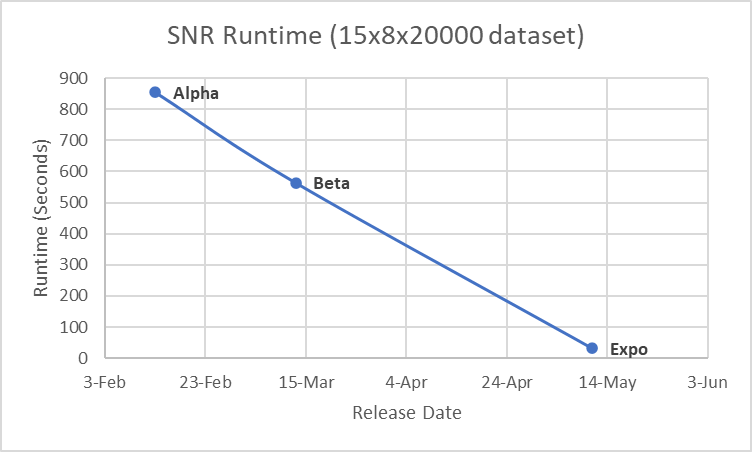 SNR Runtime (15x8x20000 dataset)
900
800
700
600
500
400
300
200
100
0
Runtime (Seconds)
Alpha
Beta
Expo
3-Feb 23-Feb 15-Mar 4-Apr 24-Apr 14-May 3-Jun
Release Date